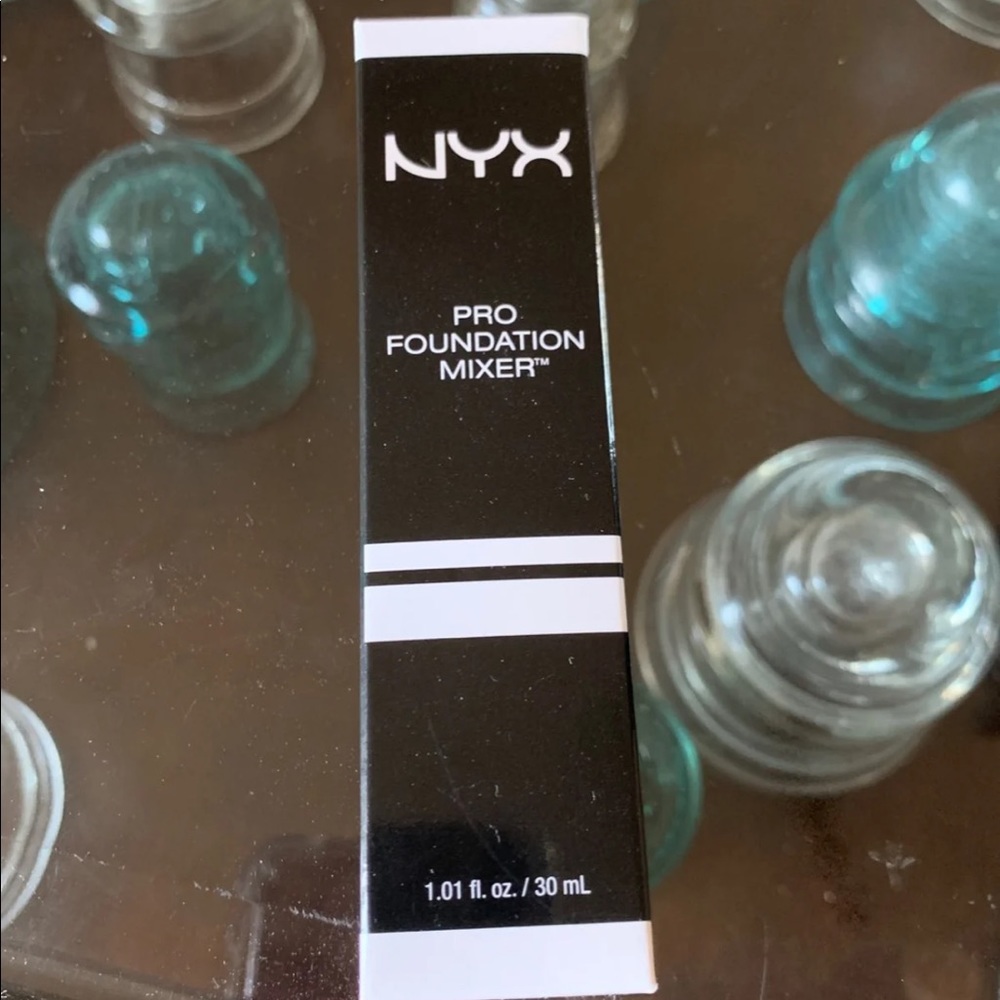 NYX
PRO
FOUNDATION
MIXER™
1.01 fl. oz. / 30 mL